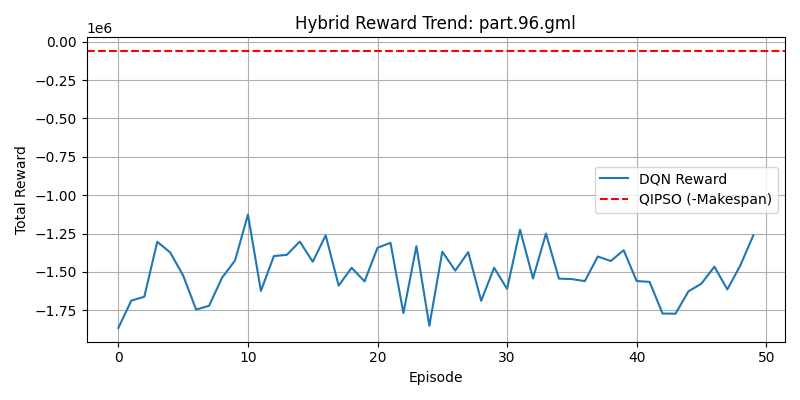 Hybrid Reward Trend: part.96.gml
1e6
0.00
−0.25
−0.50
−0.75
−1.00
−1.25
−1.50
−1.75
Total Reward
DQN Reward
QIPSO (-Makespan)
0 10 20 30 40 50
Episode